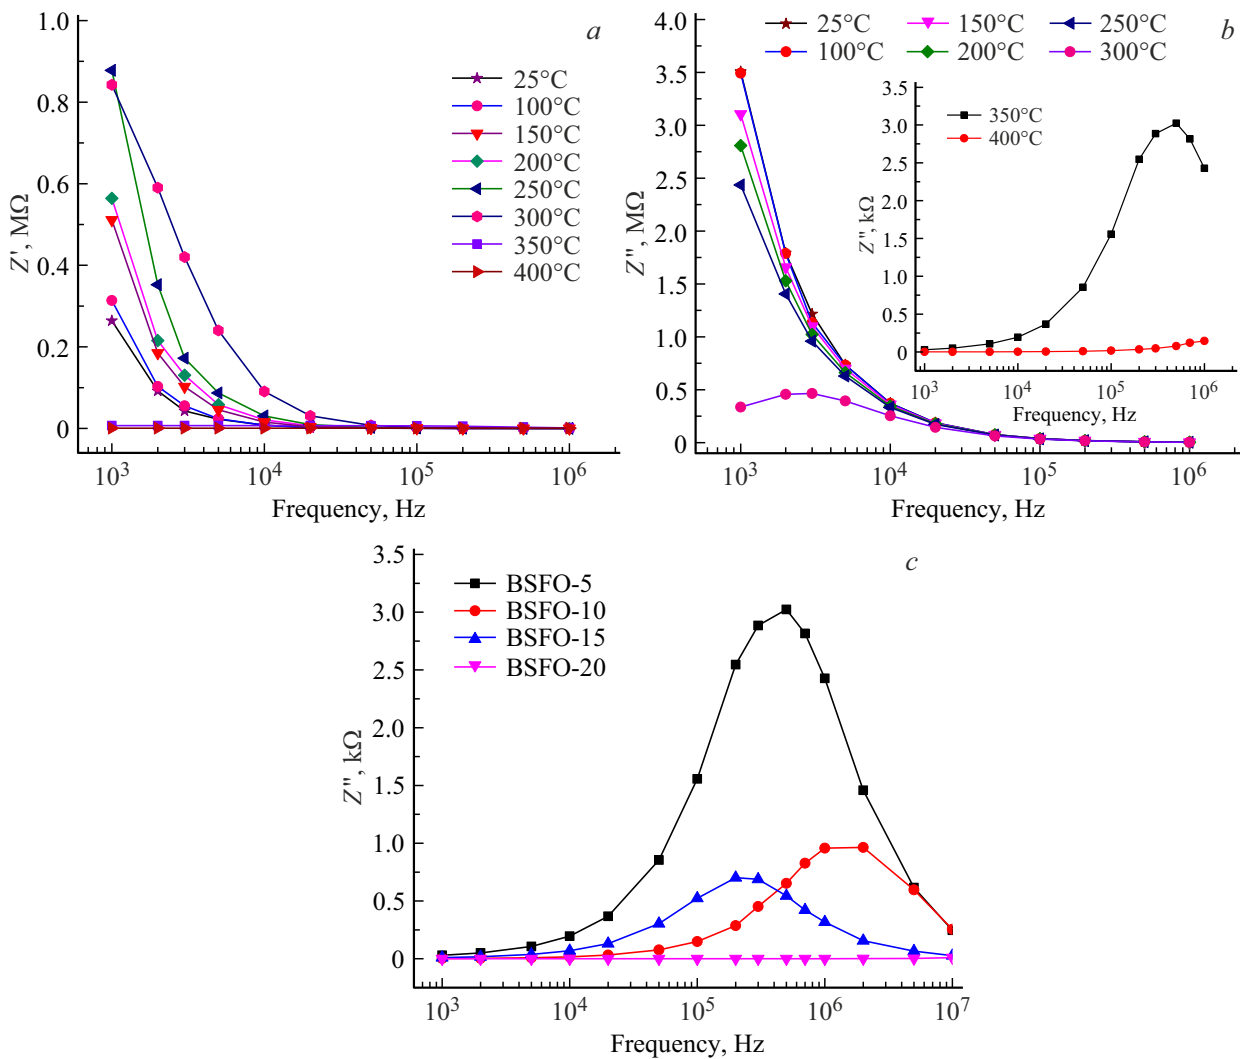 a
1.0
0.8
0.6
0.4
0.2
0
Z′, MΩ
25°C
100°C
150°C
200°C
250°C
300°C
350°C
400°C
10³ 10⁴ 10⁵ 10⁶
Frequency, Hz
b
4.0
3.5
3.0
2.5
2.0
1.5
1.0
0.5
0
Z″, MΩ
25°C 150°C 250°C
100°C 200°C 300°C
3.5
3.0
2.5
2.0
1.5
1.0
0.5
0
Z″, kΩ
350°C
400°C
10³ 10⁴ 10⁵ 10⁶
Frequency, Hz
10³ 10⁴ 10⁵ 10⁶
Frequency, Hz
c
3.5
3.0
2.5
2.0
1.5
1.0
0.5
0
Z″, kΩ
BSFO-5
BSFO-10
BSFO-15
BSFO-20
10³ 10⁴ 10⁵ 10⁶ 10⁷
Frequency, Hz